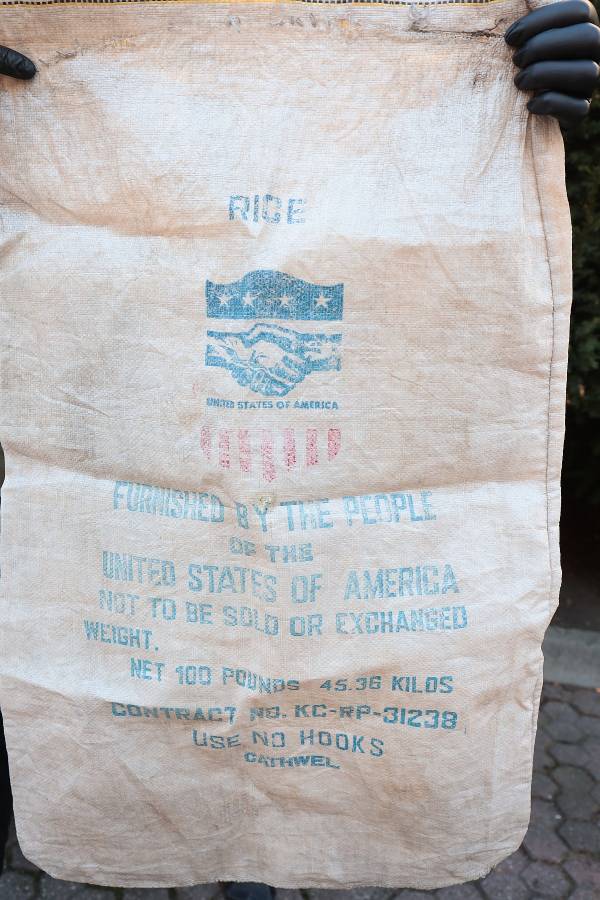 RICE
UNITED STATES OF AMERICA
FURNISHED BY THE PEOPLE
OF THE
UNITED STATES OF AMERICA
NOT TO BE SOLD OR EXCHANGED
WEIGHT.
NET 100 POUNDS 45.36 KILOS
CONTRACT NO. KC-RP-31238
USE NO HOOKS
CATHWEL